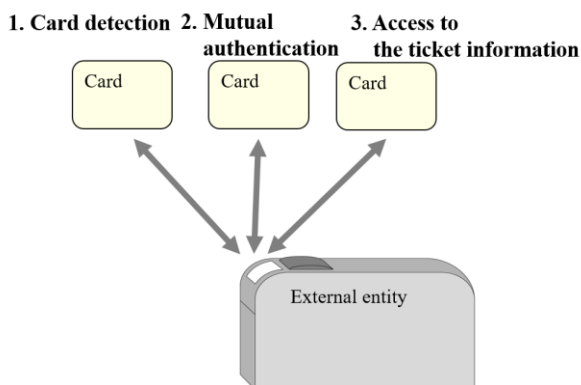 1. Card detection
2. Mutual
authentication
3. Access to
the ticket information
Card
Card
Card
External entity